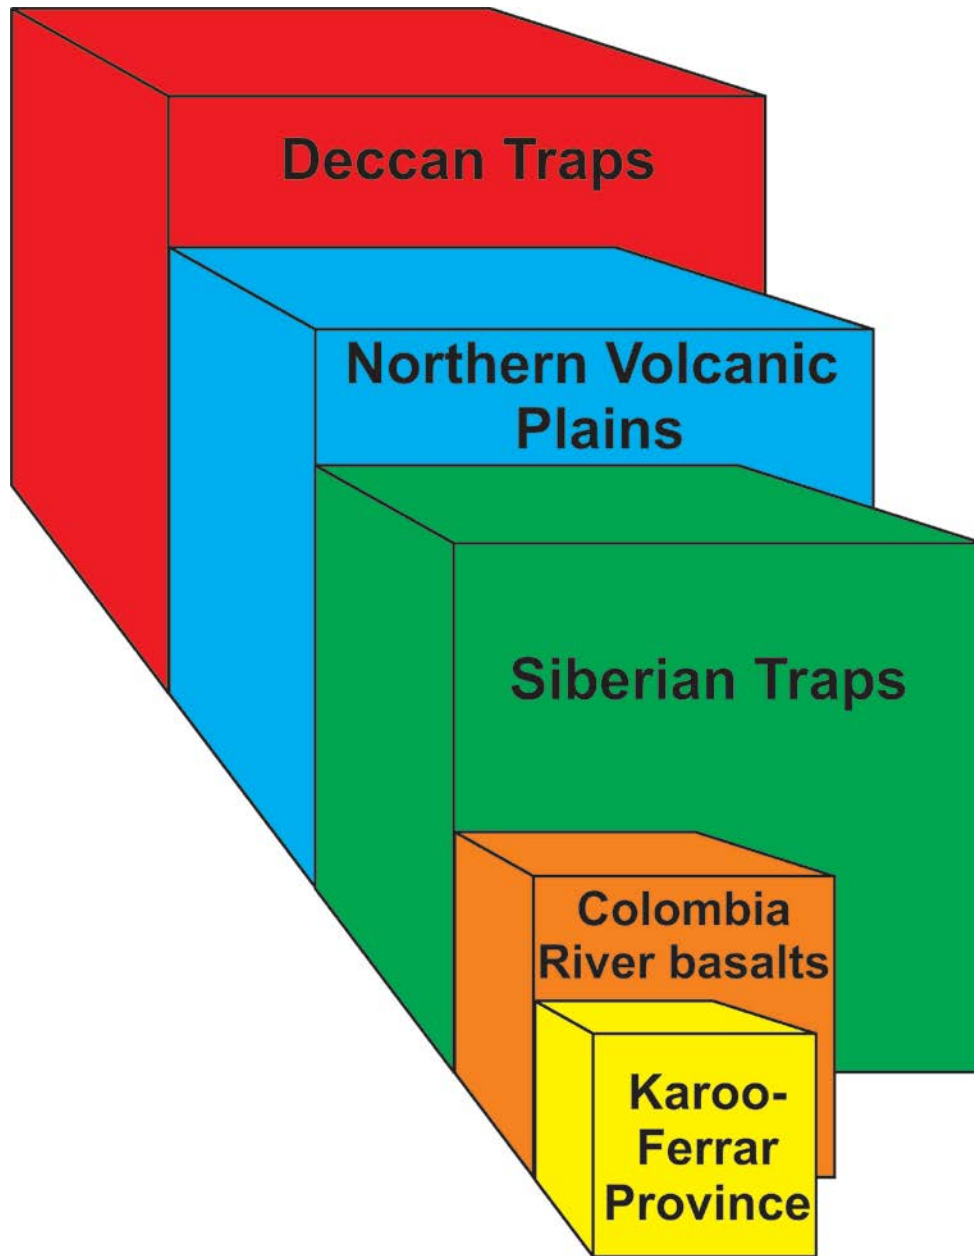 Deccan Traps
Northern Volcanic
Plains
Siberian Traps
Colombia
River basalts
Karoo-
Ferrar
Province